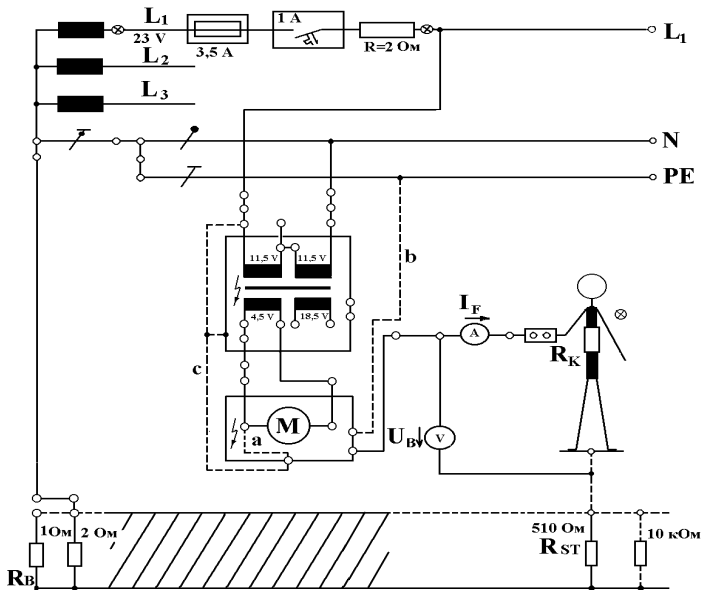 L1
23 V
3,5 A
1 A
R=2 Ом
L1
L2
L3
N
PE
11,5 V
11,5 V
4,5 V
18,5 V
b
c
M
a
IF
A
RK
UB
V
1Ом
2 Ом
RB
510 Ом
RST
10 кОм